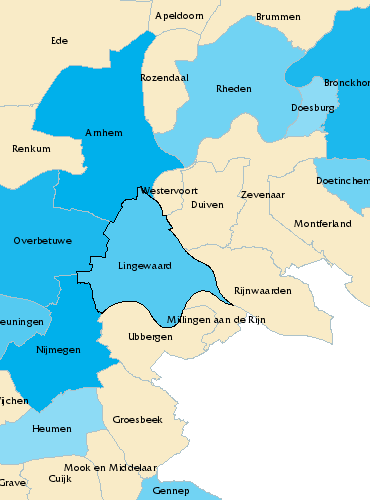 Apeldoorn
Brummen
Ede
Rozendaal
Bronckhor
Rheden
Doesburg
Arnhem
Renkum
Doetinchem
Westervoort
Zevenaar
Duiven
Montferland
Overbetuwe
Lingewaard
Rijnwaarden
Millingen aan de Rijn
euningen
Ubbergen
Nijmegen
Wijchen
Groesbeek
Heumen
Mook en Middelaar
Cuijk
Grave
Gennep